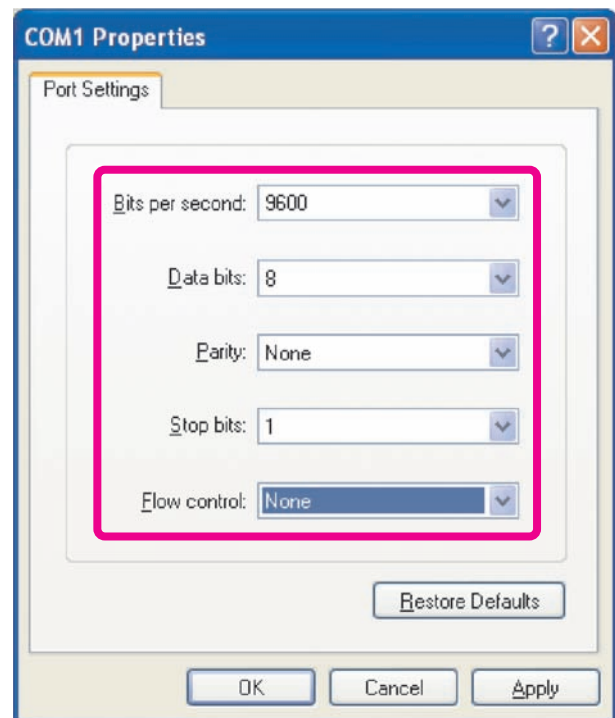 COM1 Properties
Port Settings
Bits per second: 9600
Data bits: 8
Parity: None
Stop bits: 1
Flow control: None
Restore Defaults
OK Cancel Apply